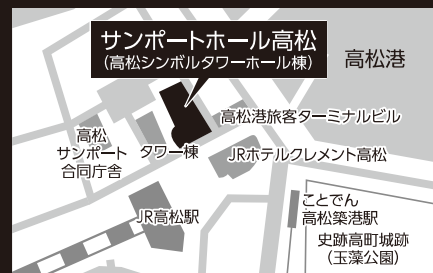 サンポートホール高松
(高松シンボルタワーホール棟)
高松港
高松港旅客ターミナルビル
高松
サンポート
合同庁舎
タワー棟
JRホテルクレメント高松
JR高松駅
ことでん
高松築港駅
史跡高町城跡
(玉藻公園)